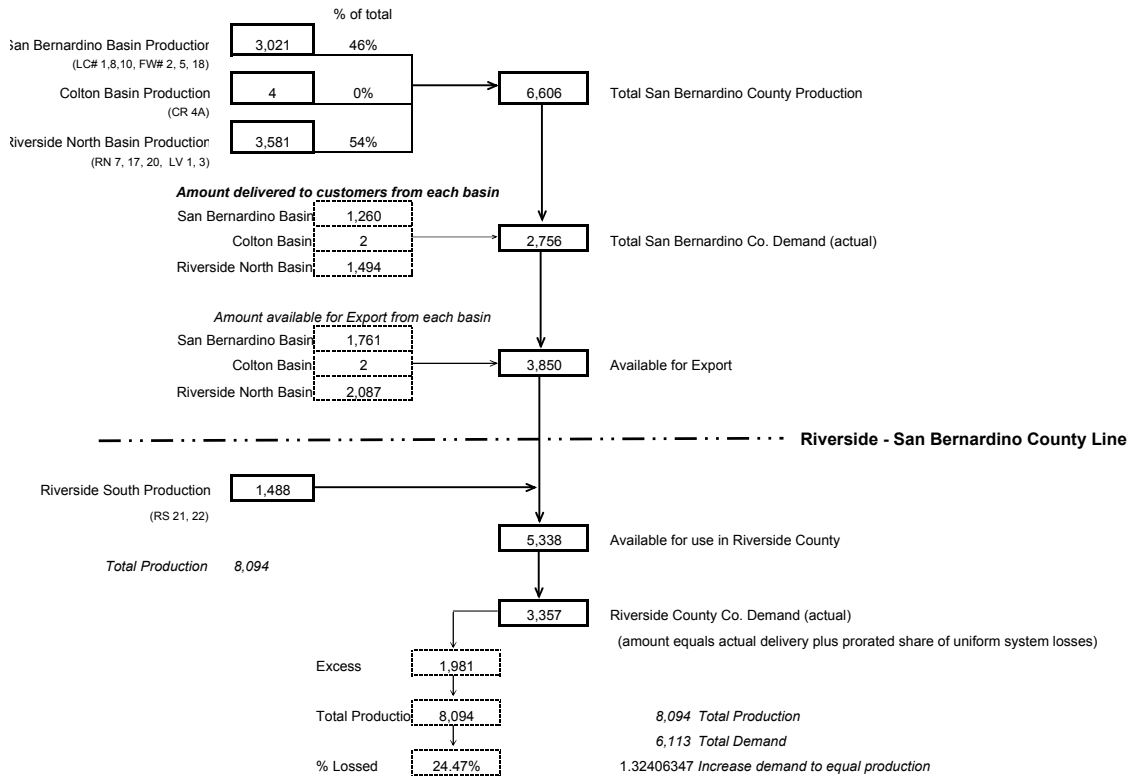 % of total
San Bernardino Basin Production 3,021 46%
(LC# 1,8,10, FW# 2, 5, 18)
Colton Basin Production 4 0% 6,606 Total San Bernardino County Production
(CR 4A)
Riverside North Basin Production 3,581 54%
(RN 7, 17, 20, LV 1, 3)
Amount delivered to customers from each basin
San Bernardino Basin 1,260
Colton Basin 2 2,756 Total San Bernardino Co. Demand (actual)
Riverside North Basin 1,494
Amount available for Export from each basin
San Bernardino Basin 1,761
Colton Basin 2 3,850 Available for Export
Riverside North Basin 2,087
Riverside - San Bernardino County Line
Riverside South Production 1,488
(RS 21, 22)
5,338 Available for use in Riverside County
Total Production 8,094
3,357 Riverside County Co. Demand (actual)
(amount equals actual delivery plus prorated share of uniform system losses)
Excess 1,981
Total Productio 8,094 8,094 Total Production
6,113 Total Demand
% Lossed 24.47% 1.32406347 Increase demand to equal production